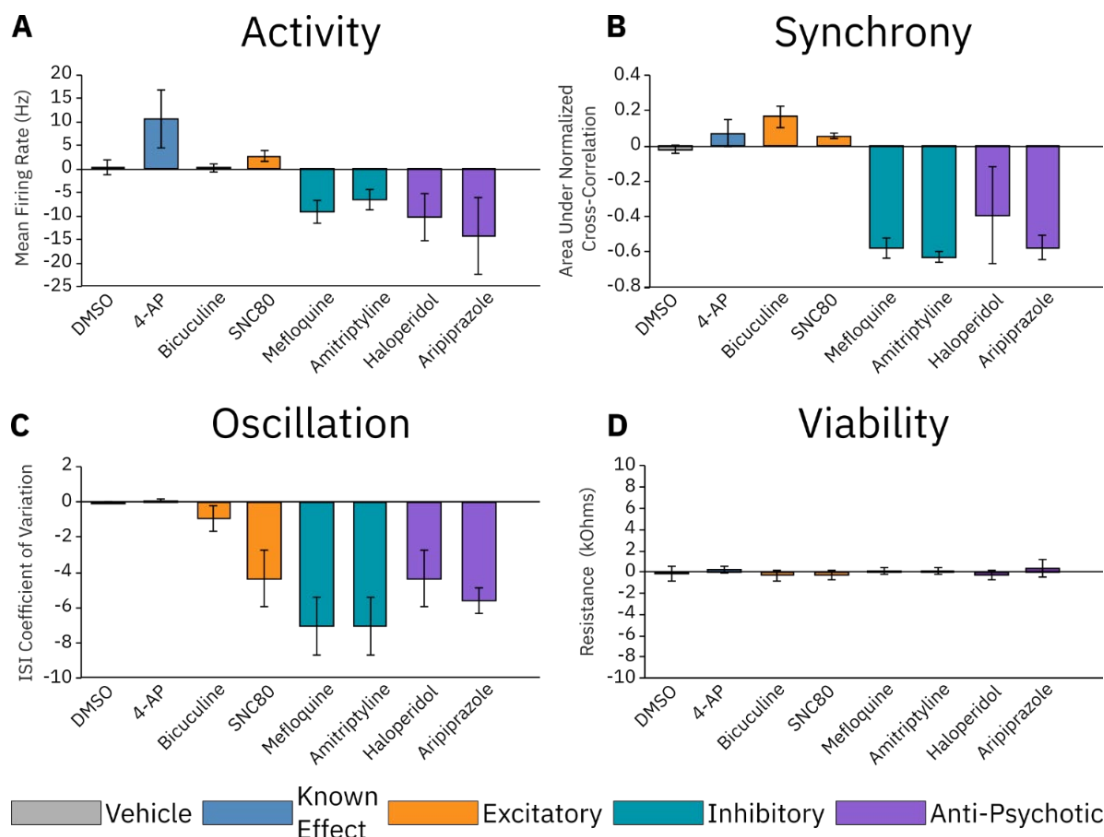 A
Activity
Mean Firing Rate (Hz)
20
15
10
5
0
-5
-10
-15
-20
-25
DMSO
4-AP
Bicuculine
SNC80
Mefloquine
Amitriptyline
Haloperidol
Aripiprazole
B
Synchrony
Area Under Normalized
Cross-Correlation
0.4
0.2
0
-0.2
-0.4
-0.6
-0.8
DMSO
4-AP
Bicuculine
SNC80
Mefloquine
Amitriptyline
Haloperidol
Aripiprazole
C
Oscillation
ISI Coefficient of Variation
2
0
-2
-4
-6
-8
-10
DMSO
4-AP
Bicuculine
SNC80
Mefloquine
Amitriptyline
Haloperidol
Aripiprazole
D
Viability
Resistance (kOhms)
10
8
6
4
2
0
-2
-4
-6
-8
-10
DMSO
4-AP
Bicuculine
SNC80
Mefloquine
Amitriptyline
Haloperidol
Aripiprazole
Vehicle
Known
Effect
Excitatory
Inhibitory
Anti-Psychotic